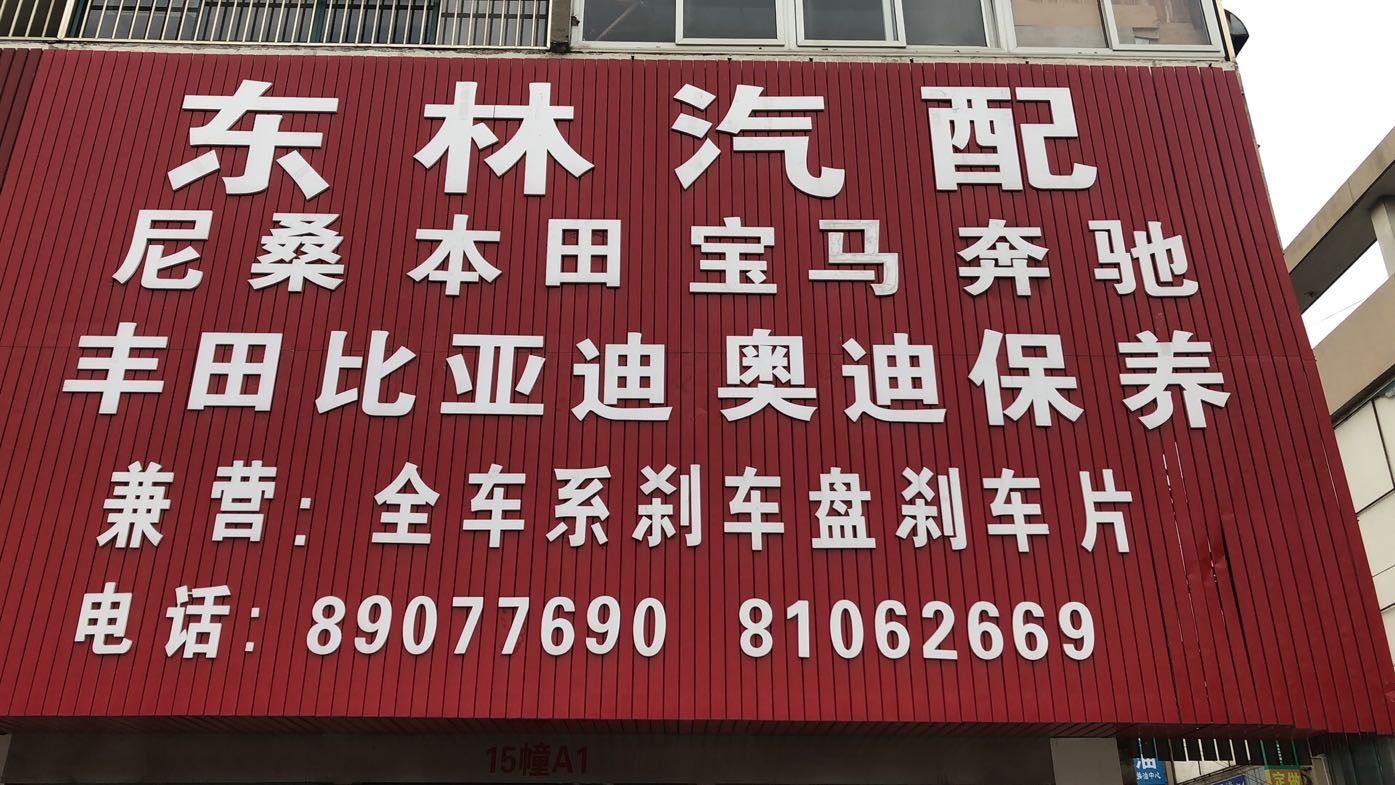 东林汽配
尼桑 本田 宝马 奔驰
丰田比亚迪奥迪保养
兼营：全车系刹车盘刹车片
电话：89077690 81062669
15幢A1
定做